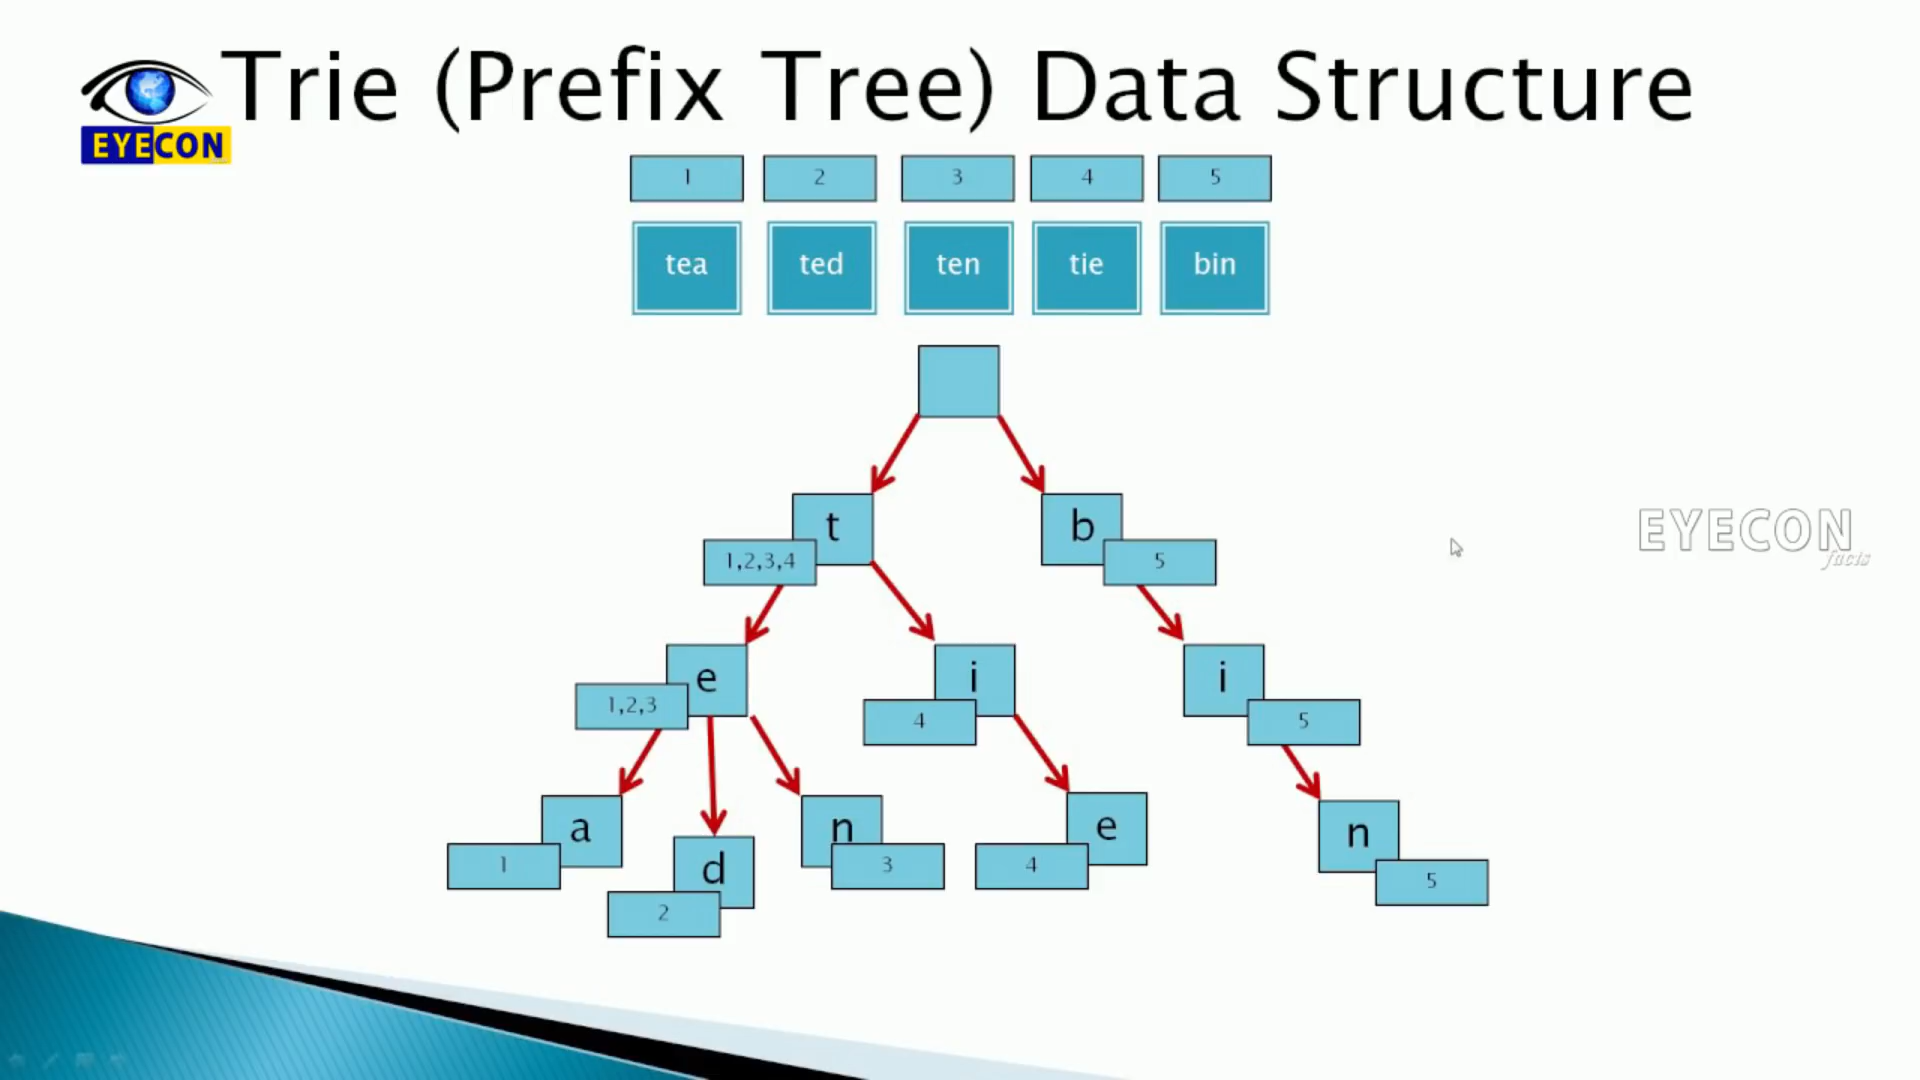 Trie (Prefix Tree) Data Structure
EYECON
1 2 3 4 5
tea ted ten tie bin
t b
1,2,3,4 5
e i i
1,2,3 4 5
a n e n
1 d 3 4 5
2
EYECON
facts